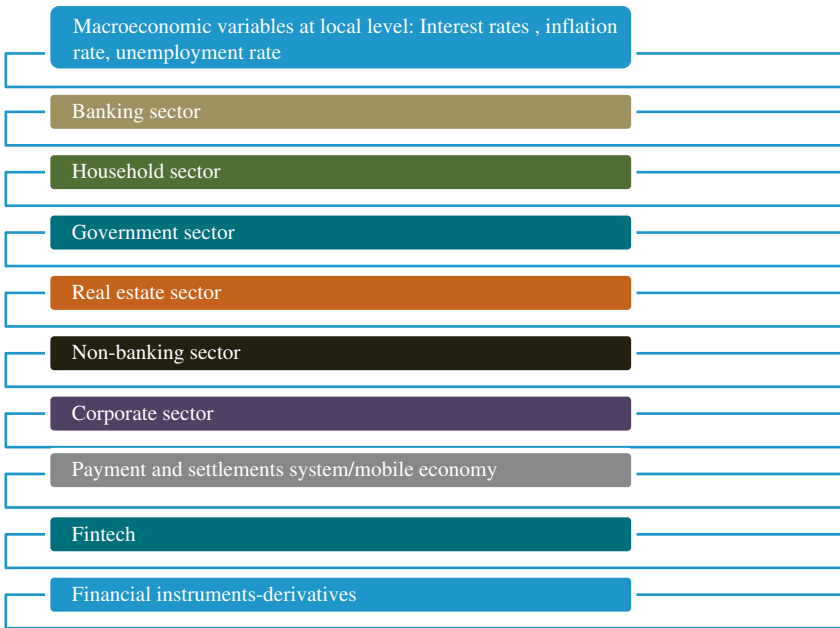 Macroeconomic variables at local level: Interest rates , inflation
rate, unemployment rate
Banking sector
Household sector
Government sector
Real estate sector
Non-banking sector
Corporate sector
Payment and settlements system/mobile economy
Fintech
Financial instruments-derivatives